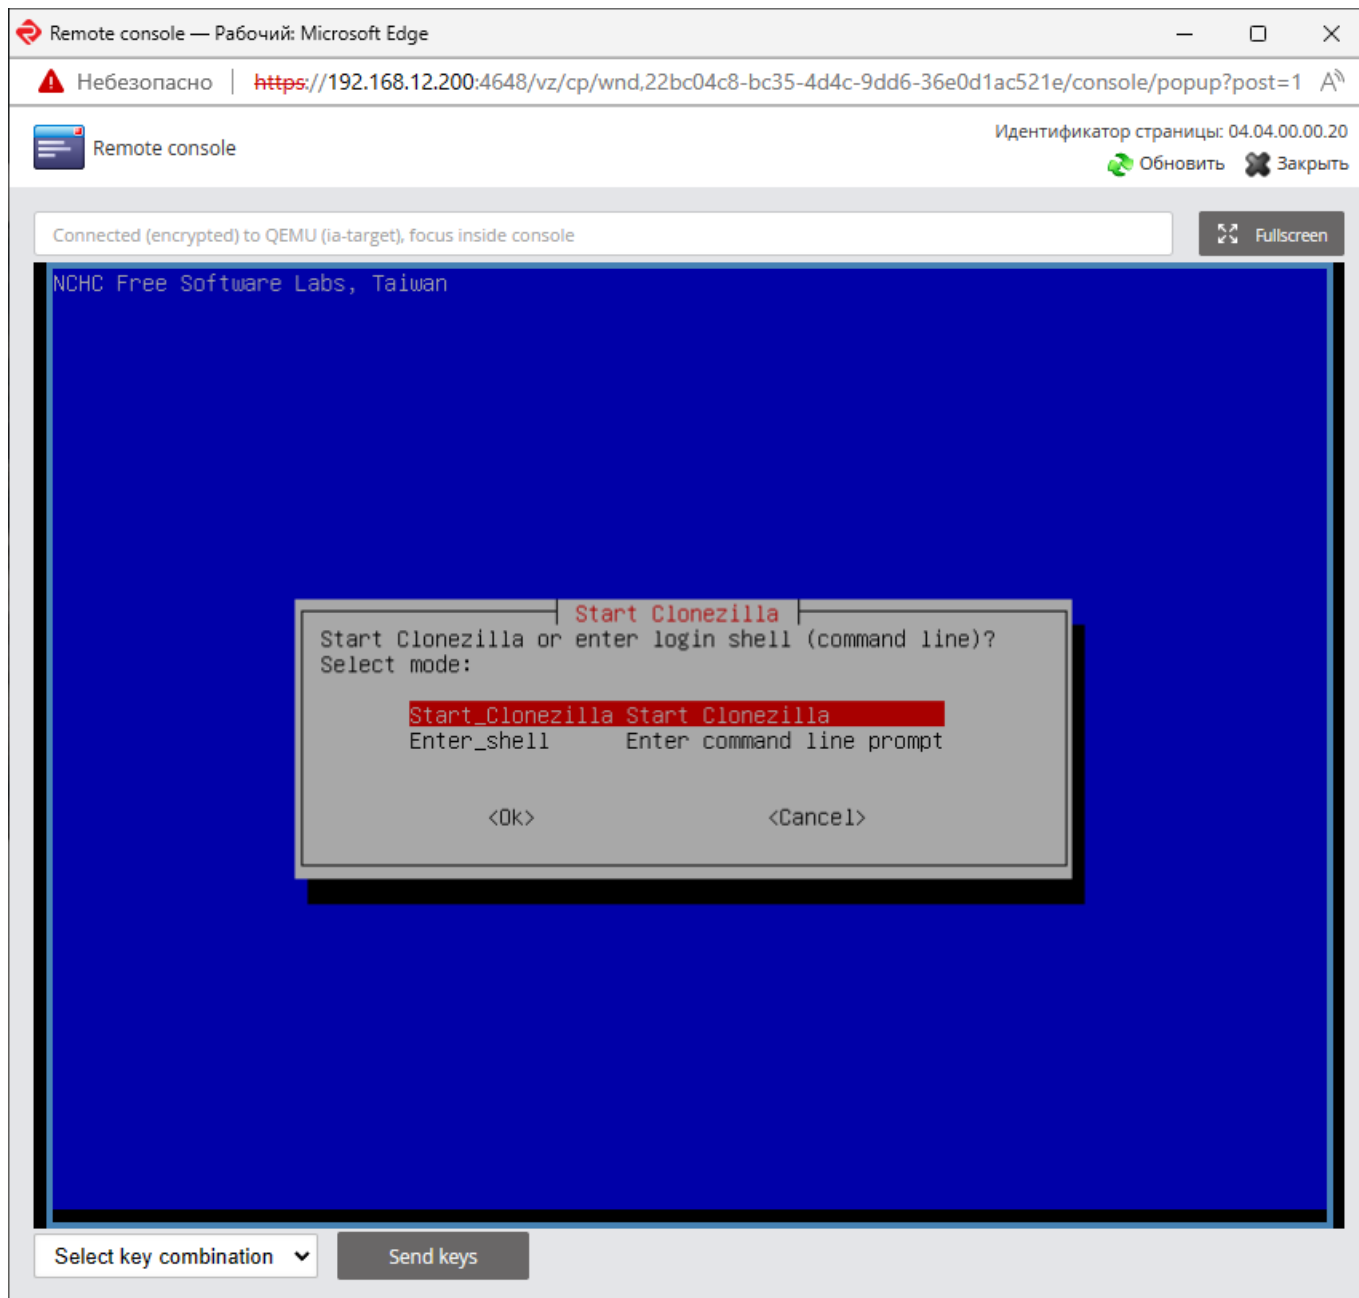 Remote console — Рабочий: Microsoft Edge
Небезопасно https://192.168.12.200:4648/vz/cp/wnd,22bc04c8-bc35-4d4c-9dd6-36e0d1ac521e/console/popup?post=1
Remote console
Идентификатор страницы: 04.04.00.00.20
Обновить Закрыть
Connected (encrypted) to QEMU (ia-target), focus inside console
Fullscreen
NCHC Free Software Labs, Taiwan
Start Clonezilla
Start Clonezilla or enter login shell (command line)?
Select mode:
Start_Clonezilla Start Clonezilla
Enter_shell Enter command line prompt
<Ok> <Cancel>
Select key combination Send keys